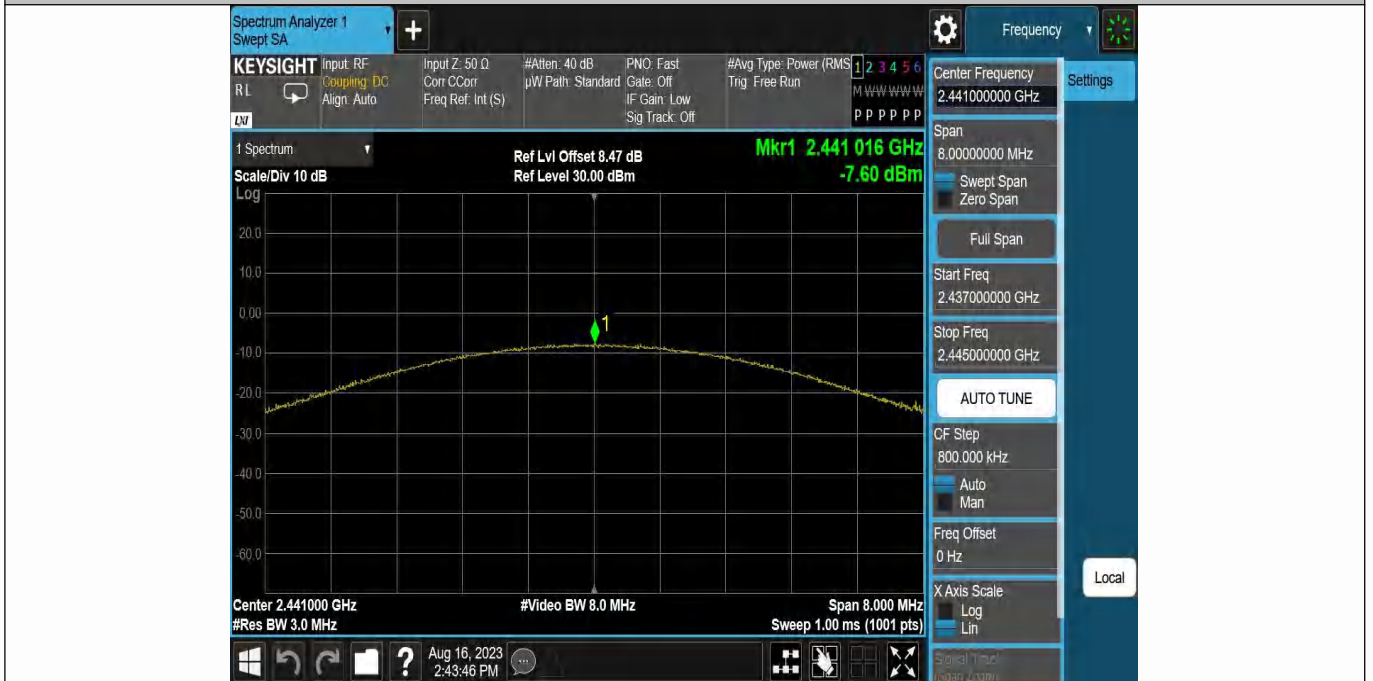 Spectrum Analyzer 1
Swept SA
+
Frequency
KEYSIGHT
RL
LXI
Input: RF
Coupling: DC
Align: Auto
Input Z: 50 Ω
Corr CCorr
Freq Ref: Int (S)
#Atten: 40 dB
µW Path: Standard
PNO: Fast
Gate: Off
IF Gain: Low
Sig Track: Off
#Avg Type: Power (RMS
Trig: Free Run
1 2 3 4 5 6
M W W W W W
P P P P P P
Center Frequency
2.441000000 GHz
Settings
Span
8.00000000 MHz
Swept Span
Zero Span
Full Span
Start Freq
2.437000000 GHz
Stop Freq
2.445000000 GHz
AUTO TUNE
CF Step
800.000 kHz
Auto
Man
Freq Offset
0 Hz
X Axis Scale
Log
Lin
Signal Track
(Span Zoom)
Local
1 Spectrum
Scale/Div 10 dB
Log
Ref Lvl Offset 8.47 dB
Ref Level 30.00 dBm
Mkr1 2.441 016 GHz
-7.60 dBm
20.0
10.0
0.00
1
-10.0
-20.0
-30.0
-40.0
-50.0
-60.0
Center 2.441000 GHz
#Res BW 3.0 MHz
#Video BW 8.0 MHz
Span 8.000 MHz
Sweep 1.00 ms (1001 pts)
?
Aug 16, 2023
2:43:46 PM